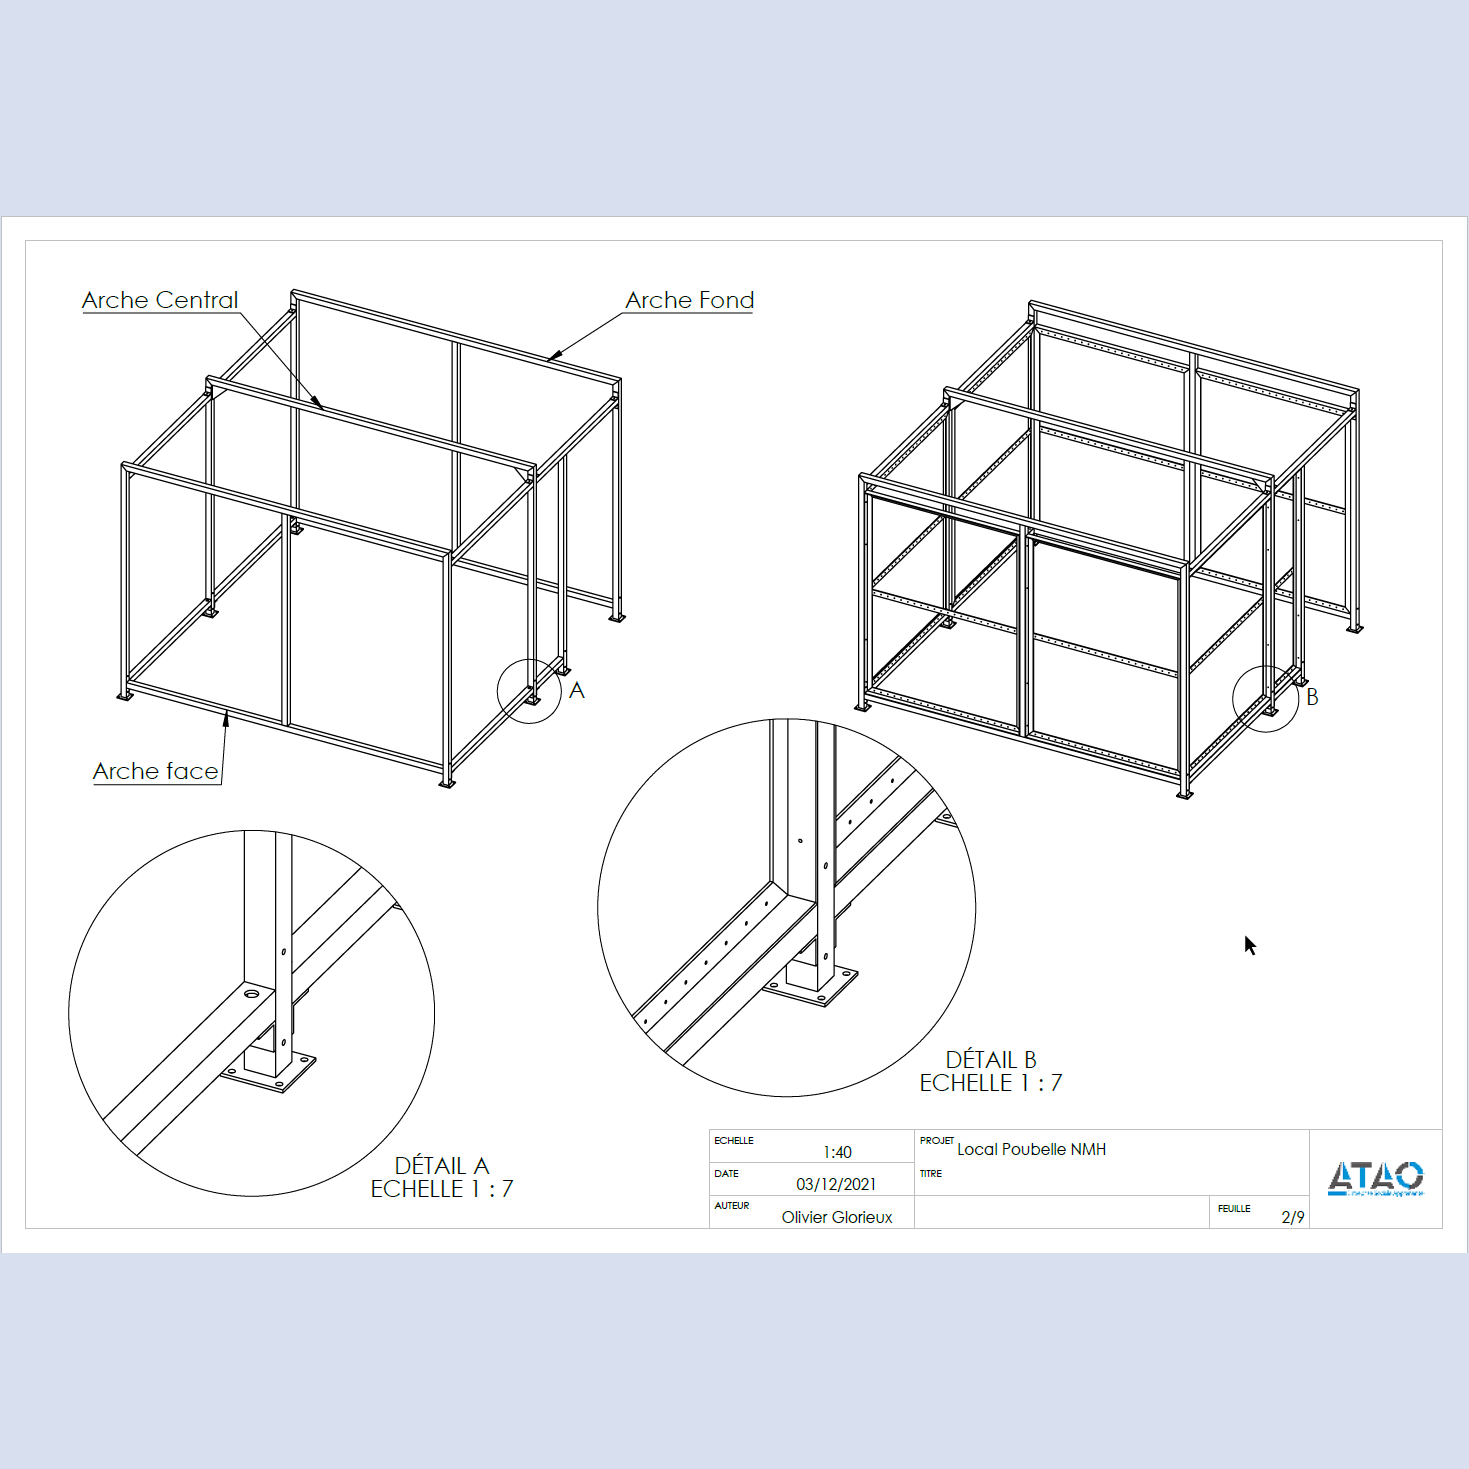 Arche Central
Arche Fond
A
B
Arche face
DÉTAIL B
ECHELLE 1 : 7
DÉTAIL A
ECHELLE 1 : 7
ECHELLE
1:40
PROJET Local Poubelle NMH
DATE
03/12/2021
TITRE
AUTEUR
Olivier Glorieux
FEUILLE
2/9
ATAO